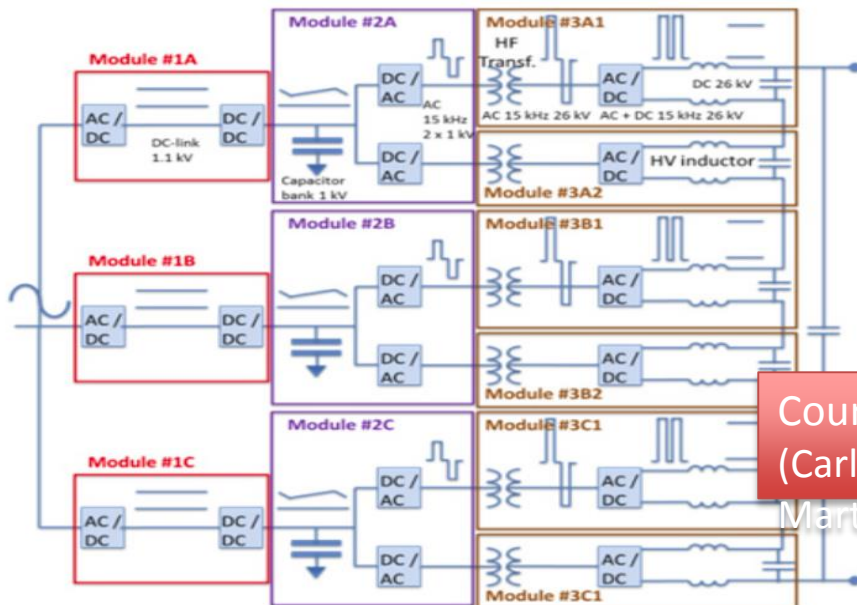 Module #1A
AC /
DC
DC-link
1.1 kV
DC /
DC
Module #2A
Capacitor
bank 1 kV
DC /
AC
AC
15 kHz
2 x 1 kV
DC /
AC
Module #3A1
HF
Transf.
AC 15 kHz 26 kV
AC /
DC
AC + DC 15 kHz 26 kV
DC 26 kV
AC /
DC
HV inductor
Module #3A2
Module #1B
AC /
DC
DC /
DC
Module #2B
DC /
AC
DC /
AC
Module #3B1
AC /
DC
AC /
DC
Module #3B2
Module #1C
AC /
DC
DC /
DC
Module #2C
DC /
AC
DC /
AC
Module #3C1
AC /
DC
AC /
DC
Module #3C1
Cour
(Carl
Mart